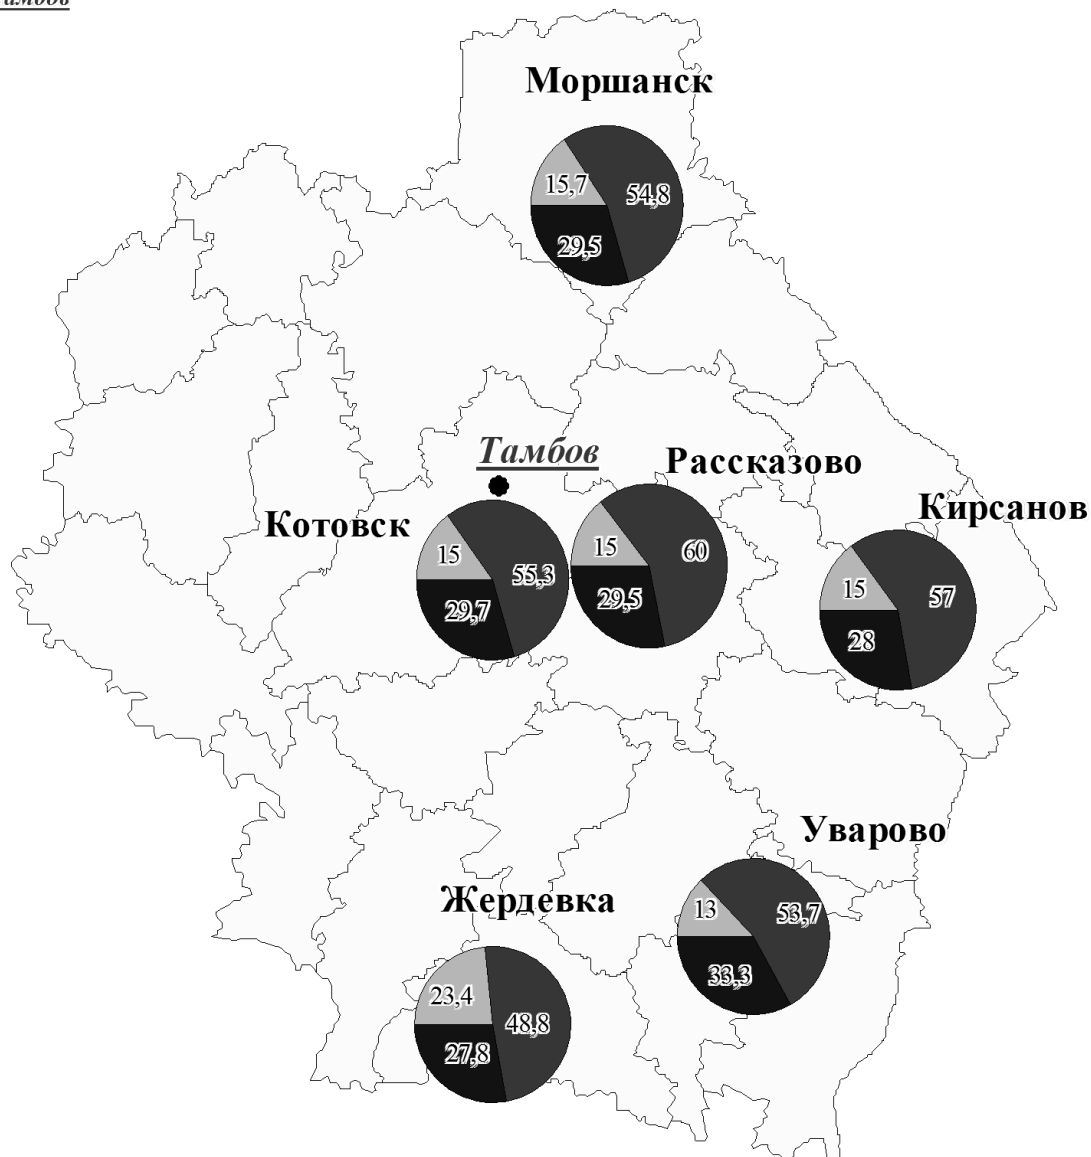 Тамбов
Моршанск
15,7
54,8
29,5
Тамбов
Рассказово
Котовск
Кирсанов
15
55,3
29,7
15
60
29,5
15
57
28
Уварово
13
53,7
33,3
Жердевка
23,4
48,8
27,8